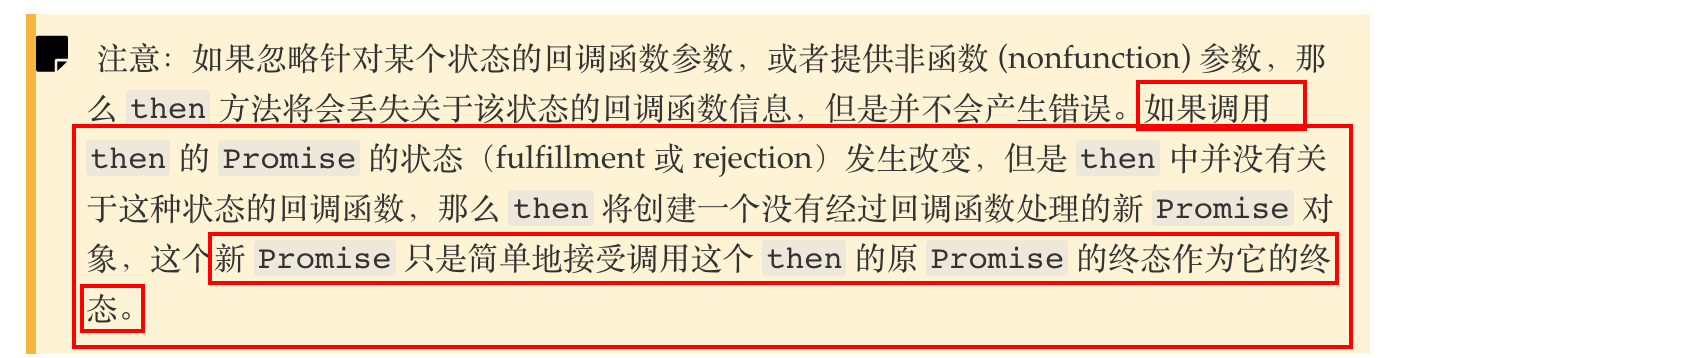 注意：如果忽略针对某个状态的回调函数参数，或者提供非函数 (nonfunction) 参数，那
么 then 方法将会丢失关于该状态的回调函数信息，但是并不会产生错误。如果调用
then 的 Promise 的状态（fulfillment 或 rejection）发生改变，但是 then 中并没有关
于这种状态的回调函数，那么 then 将创建一个没有经过回调函数处理的新 Promise 对
象，这个新 Promise 只是简单地接受调用这个 then 的原 Promise 的终态作为它的终
态。